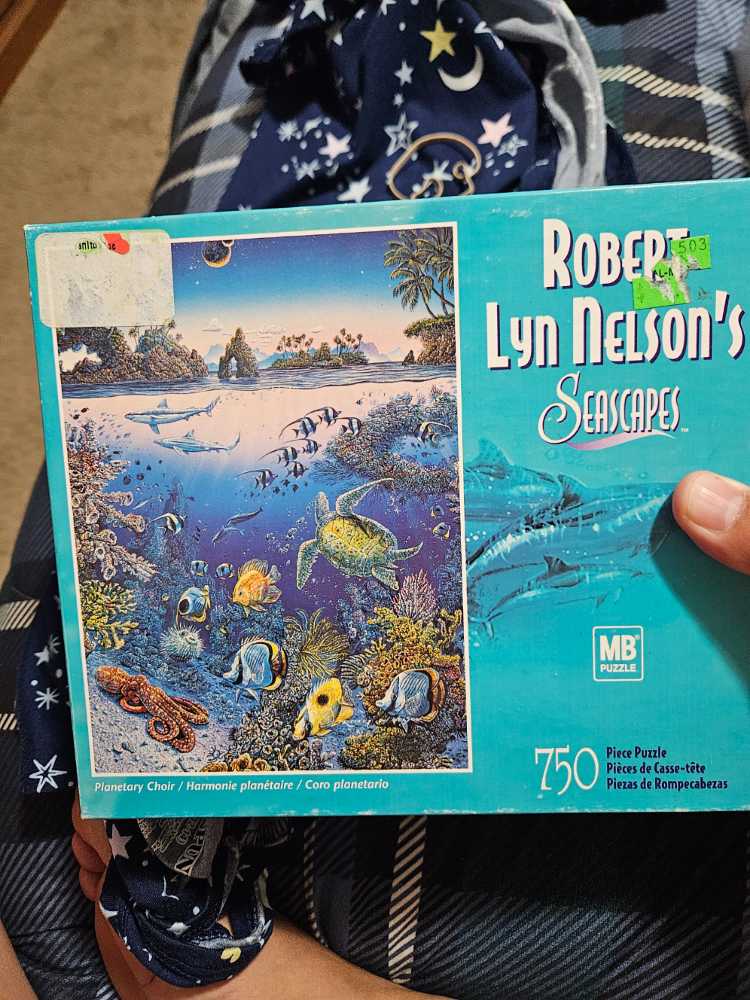 ROBERT
LYN NELSON'S
SEASCAPES™
503
MB®
PUZZLE
750
Piece Puzzle
Pièces de Casse-tête
Piezas de Rompecabezas
Planetary Choir / Harmonie planétaire / Coro planetario